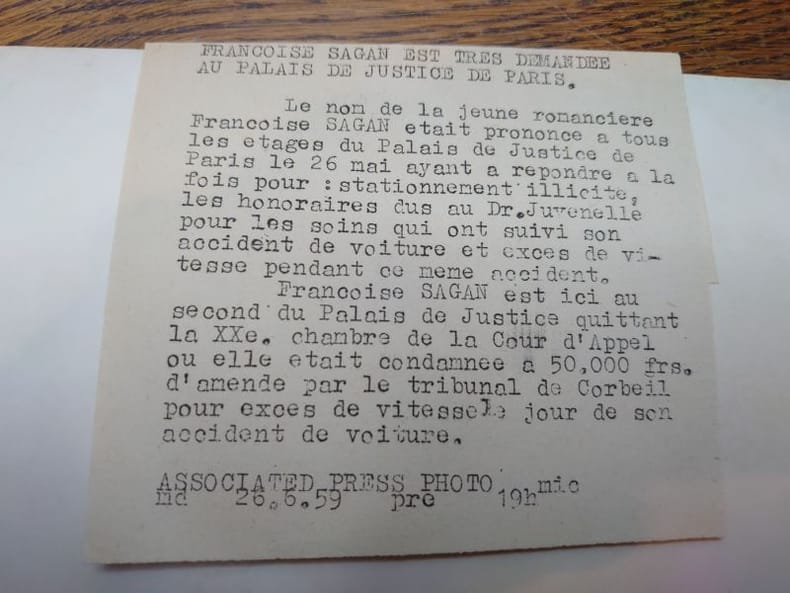 FRANCOISE SAGAN EST TRES DEMANDEE
AU PALAIS DE JUSTICE DE PARIS.
Le nom de la jeune romanciere
Francoise SAGAN etait prononce a tous
les etages du Palais de Justice de
Paris le 26 mai ayant a repondre a la
fois pour : stationnement illicite,
les honoraires dus au Dr.Juvenelle
pour les soins qui ont suivi son
accident de voiture et exces de vi-
tesse pendant ce meme accident.
Francoise SAGAN est ici au
second du Palais de Justice quittant
la XXe. chambre de la Cour d'Appel
ou elle etait condamnee a 50,000 frs.
d'amende par le tribunal de Corbeil
pour exces de vitesse le jour de son
accident de voiture.
ASSOCIATED PRESS PHOTO mic
md 26.6.59 pre 19h